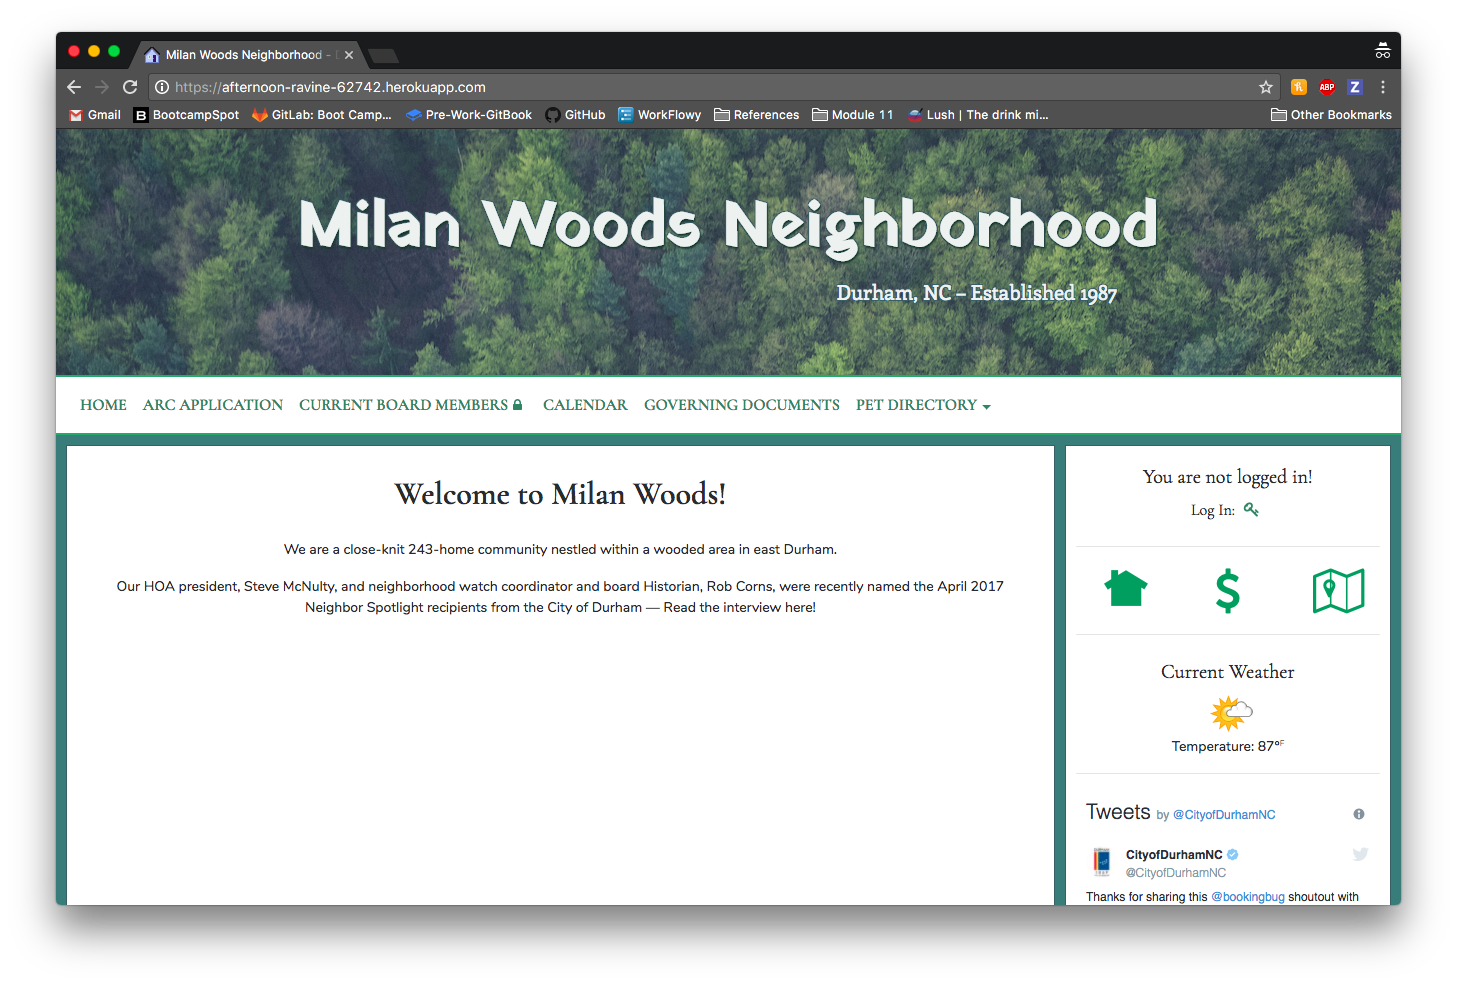 Milan Woods Neighborhood -
https://afternoon-ravine-62742.herokuapp.com
ABP
Z
Gmail
B BootcampSpot
GitLab: Boot Camp...
Pre-Work-GitBook
GitHub
WorkFlowy
References
Module 11
Lush | The drink mi...
Other Bookmarks
Milan Woods Neighborhood
Durham, NC – Established 1987
HOME
ARC APPLICATION
CURRENT BOARD MEMBERS
CALENDAR
GOVERNING DOCUMENTS
PET DIRECTORY
Welcome to Milan Woods!
We are a close-knit 243-home community nestled within a wooded area in east Durham.
Our HOA president, Steve McNulty, and neighborhood watch coordinator and board Historian, Rob Corns, were recently named the April 2017
Neighbor Spotlight recipients from the City of Durham — Read the interview here!
You are not logged in!
Log In:
$
Current Weather
Temperature: 87°F
Tweets by @CityofDurhamNC
CityofDurhamNC
@CityofDurhamNC
Thanks for sharing this @bookingbug shoutout with